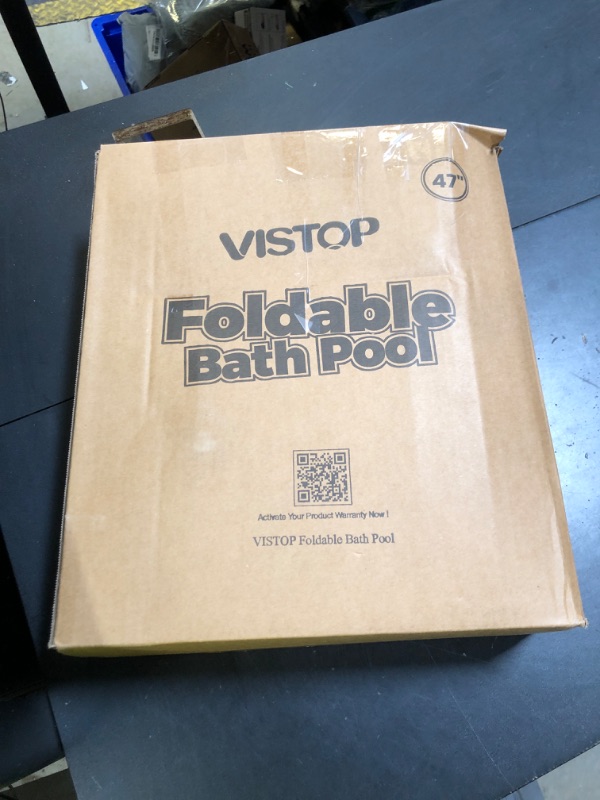 47"
VISTOP
Foldable
Bath Pool
Activate Your Product Warranty Now !
VISTOP Foldable Bath Pool